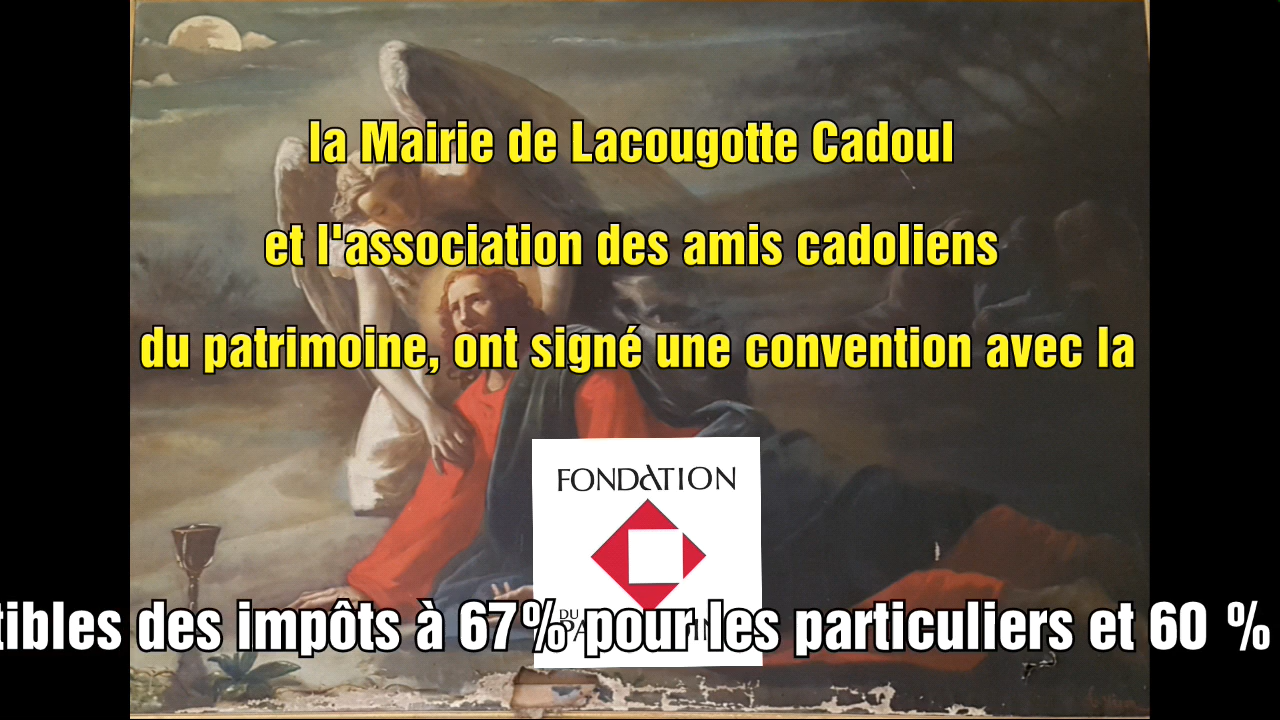 la Mairie de Lacougotte Cadoul
et l'association des amis cadoliens
du patrimoine, ont signé une convention avec la
FONDATION
DU
tibles des impôts à 67% pour les particuliers et 60 %